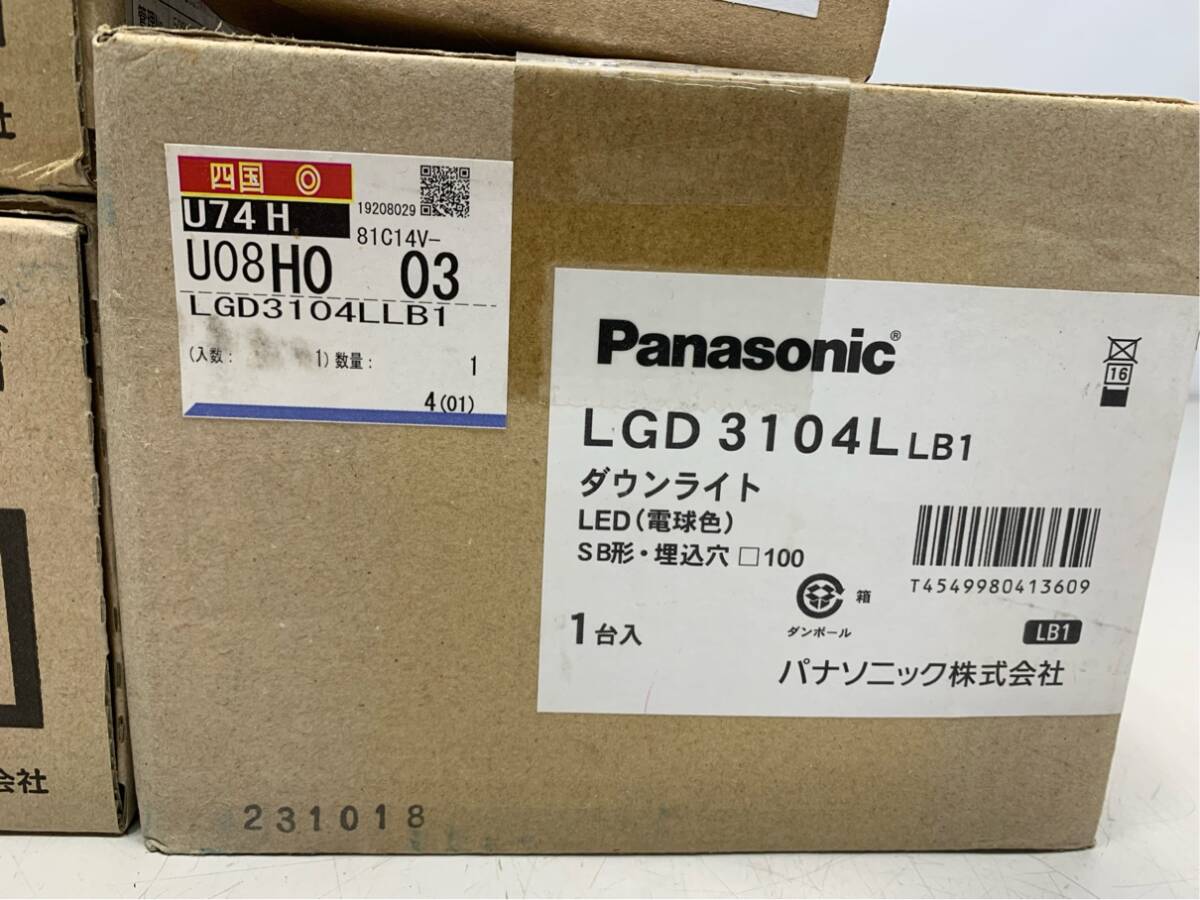 四国 ◎
U74 H
19208029
81C14V-
U08H0 03
LGD3104LLB1
(入数: 1) 数量: 1
4(01)
Panasonic®
16
LGD 3104L LB1
ダウンライト
LED(電球色)
SB形・埋込穴 □100
T4549980413609
1台入
箱
ダンボール
LB1
パナソニック株式会社
231018
社
会社